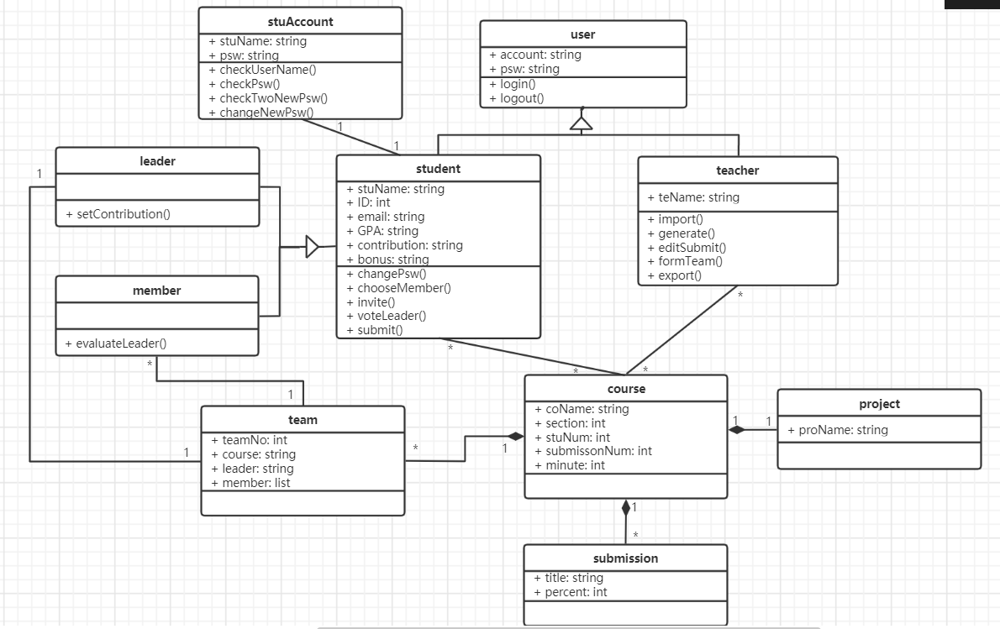 stuAccount
+ stuName: string
+ psw: string
+ checkUserName()
+ checkPsw()
+ checkTwoNewPsw()
+ changeNewPsw()
user
+ account: string
+ psw: string
+ login()
+ logout()
1
1
leader
+ setContribution()
1
student
+ stuName: string
+ ID: int
+ email: string
+ GPA: string
+ contribution: string
+ bonus: string
+ changePsw()
+ chooseMember()
+ invite()
+ voteLeader()
+ submit()
teacher
+ teName: string
+ import()
+ generate()
+ editSubmit()
+ formTeam()
+ export()
member
+ evaluateLeader()
*
1
*
*
*
*
team
+ teamNo: int
+ course: string
+ leader: string
+ member: list
1
*
1
course
+ coName: string
+ section: int
+ stuNum: int
+ submissonNum: int
+ minute: int
1
1
project
+ proName: string
1
*
submission
+ title: string
+ percent: int